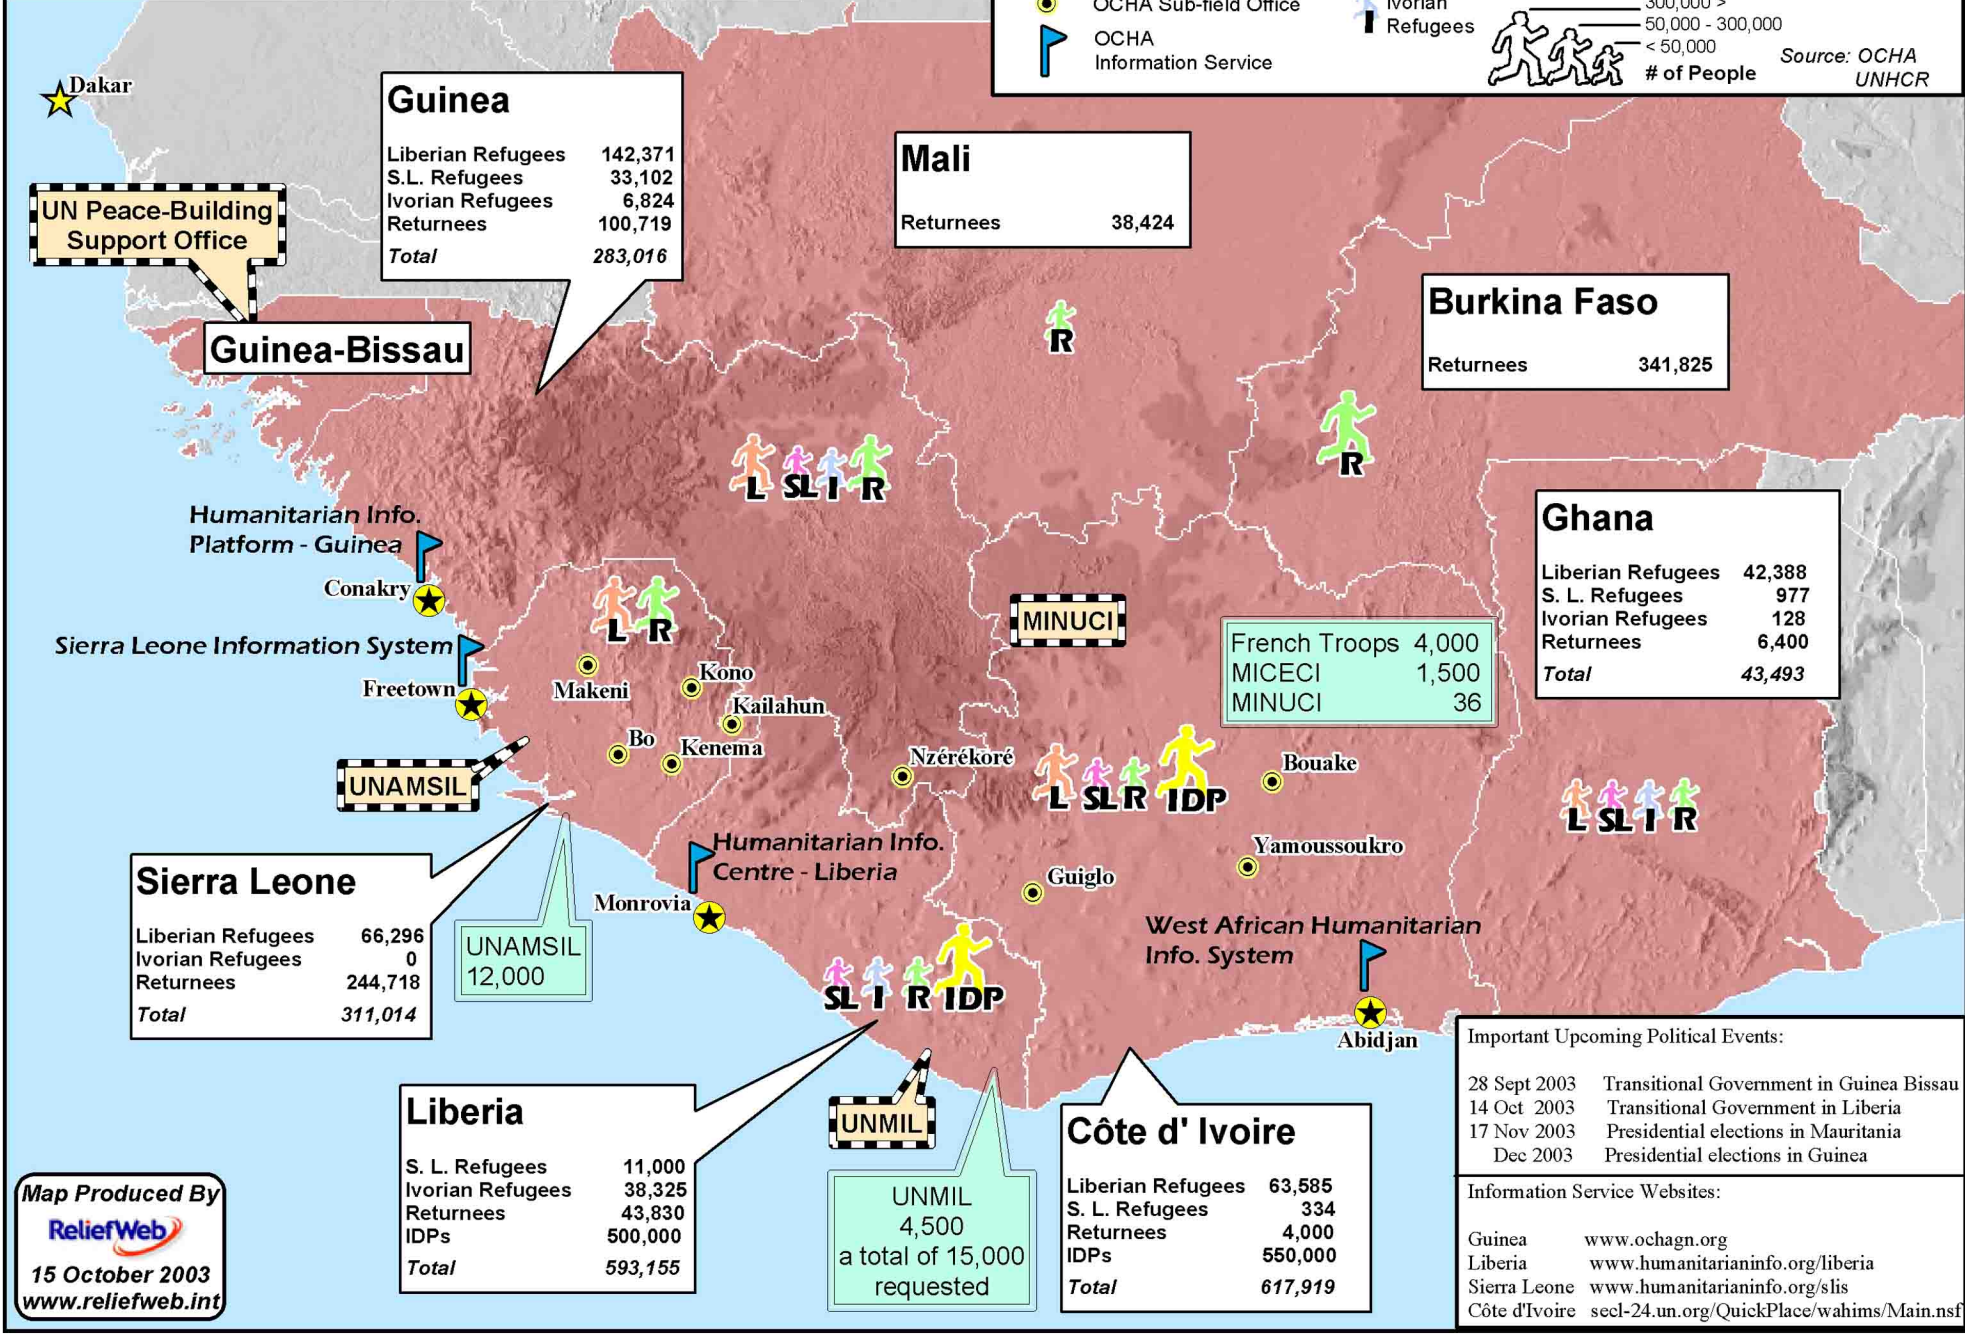 OCHA Sub-field Office
OCHA
Information Service
Ivorian
I Refugees
300,000 >
50,000 - 300,000
< 50,000
# of People
Source: OCHA
UNHCR
Dakar
UN Peace-Building
Support Office
Guinea-Bissau
Guinea
Liberian Refugees 142,371
S.L. Refugees 33,102
Ivorian Refugees 6,824
Returnees 100,719
Total 283,016
Mali
Returnees 38,424
R
Burkina Faso
Returnees 341,825
R
L SL I R
Humanitarian Info.
Platform - Guinea
Conakry
Sierra Leone Information System
Freetown
L R
Makeni
Kono
Kailahun
Bo
Kenema
Nzérékoré
UNAMSIL
MINUCI
French Troops 4,000
MICECI 1,500
MINUCI 36
Ghana
Liberian Refugees 42,388
S. L. Refugees 977
Ivorian Refugees 128
Returnees 6,400
Total 43,493
L SL R IDP
Bouake
Yamoussoukro
Guiglo
L SL I R
Sierra Leone
Liberian Refugees 66,296
Ivorian Refugees 0
Returnees 244,718
Total 311,014
UNAMSIL
12,000
Humanitarian Info.
Centre - Liberia
Monrovia
SL I R IDP
West African Humanitarian
Info. System
Abidjan
Liberia
S. L. Refugees 11,000
Ivorian Refugees 38,325
Returnees 43,830
IDPs 500,000
Total 593,155
UNMIL
UNMIL
4,500
a total of 15,000
requested
Côte d' Ivoire
Liberian Refugees 63,585
S. L. Refugees 334
Returnees 4,000
IDPs 550,000
Total 617,919
Important Upcoming Political Events:
28 Sept 2003 Transitional Government in Guinea Bissau
14 Oct 2003 Transitional Government in Liberia
17 Nov 2003 Presidential elections in Mauritania
Dec 2003 Presidential elections in Guinea
Information Service Websites:
Guinea www.ochagn.org
Liberia www.humanitarianinfo.org/liberia
Sierra Leone www.humanitarianinfo.org/slis
Côte d'Ivoire secl-24.un.org/QuickPlace/wahims/Main.nsf
Map Produced By
ReliefWeb
15 October 2003
www.reliefweb.int